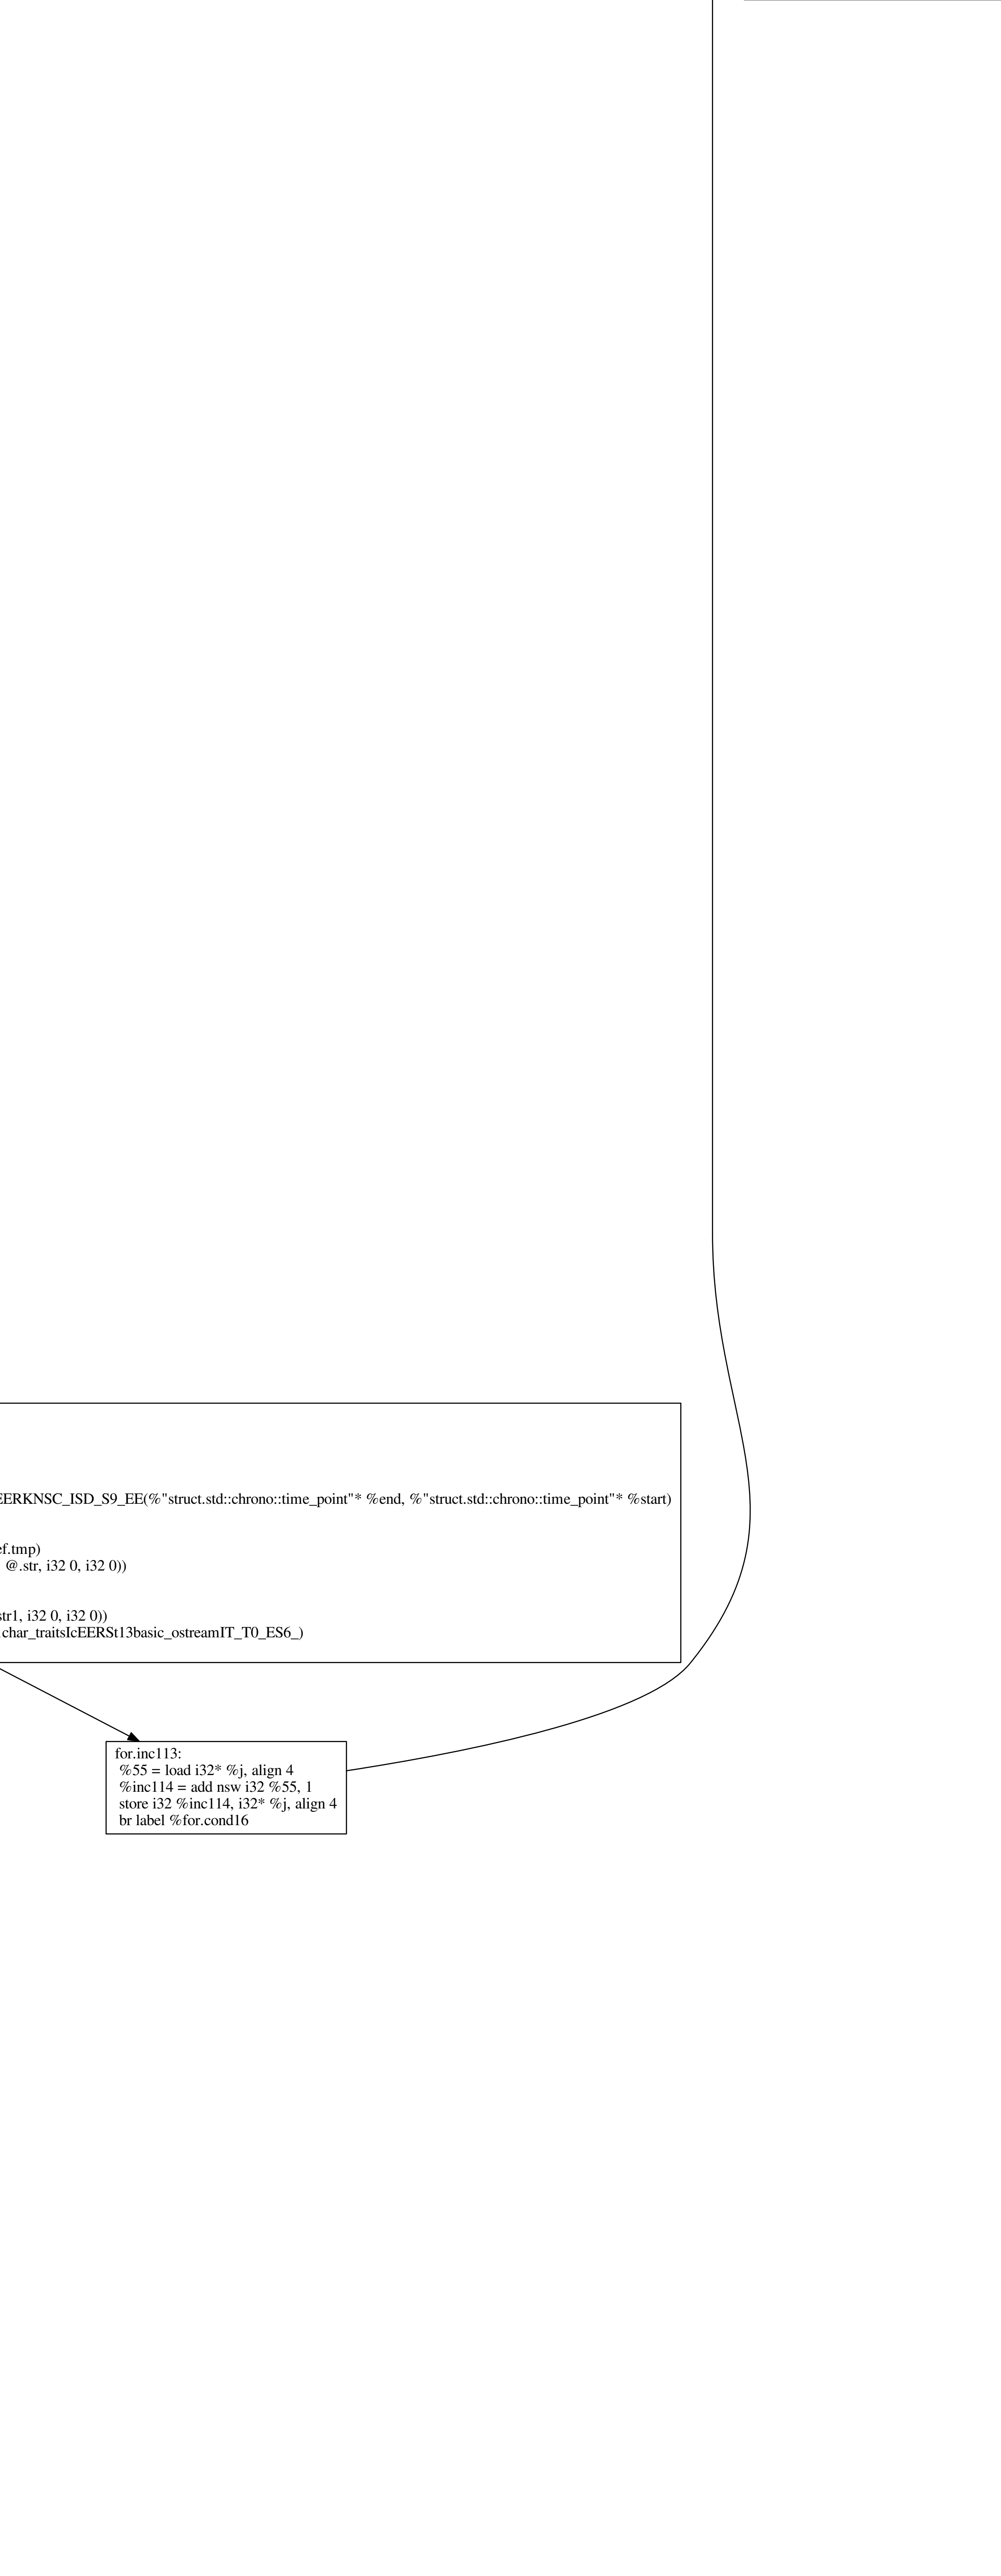 EERKNSC_ISD_S9_EE(%"struct.std::chrono::time_point"* %end, %"struct.std::chrono::time_point"* %start)
ef.tmp)
@.str, i32 0, i32 0))
str1, i32 0, i32 0))
char_traitsIcEERSt13basic_ostreamIT_T0_ES6_)
for.inc113:
%55 = load i32* %j, align 4
%inc114 = add nsw i32 %55, 1
store i32 %inc114, i32* %j, align 4
br label %for.cond16